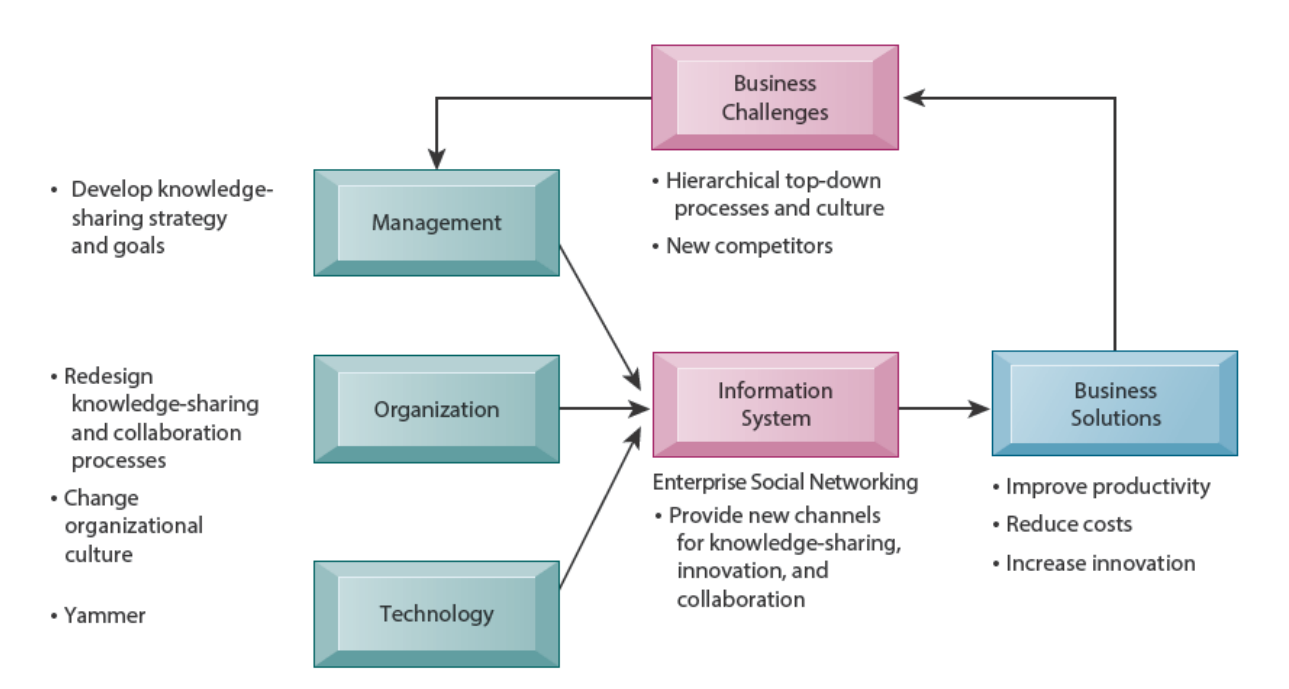 Business
Challenges
• Hierarchical top-down
processes and culture
• New competitors
• Develop knowledge-
sharing strategy
and goals
Management
• Redesign
knowledge-sharing
and collaboration
processes
• Change
organizational
culture
Organization
• Yammer
Technology
Information
System
Enterprise Social Networking
• Provide new channels
for knowledge-sharing,
innovation, and
collaboration
Business
Solutions
• Improve productivity
• Reduce costs
• Increase innovation